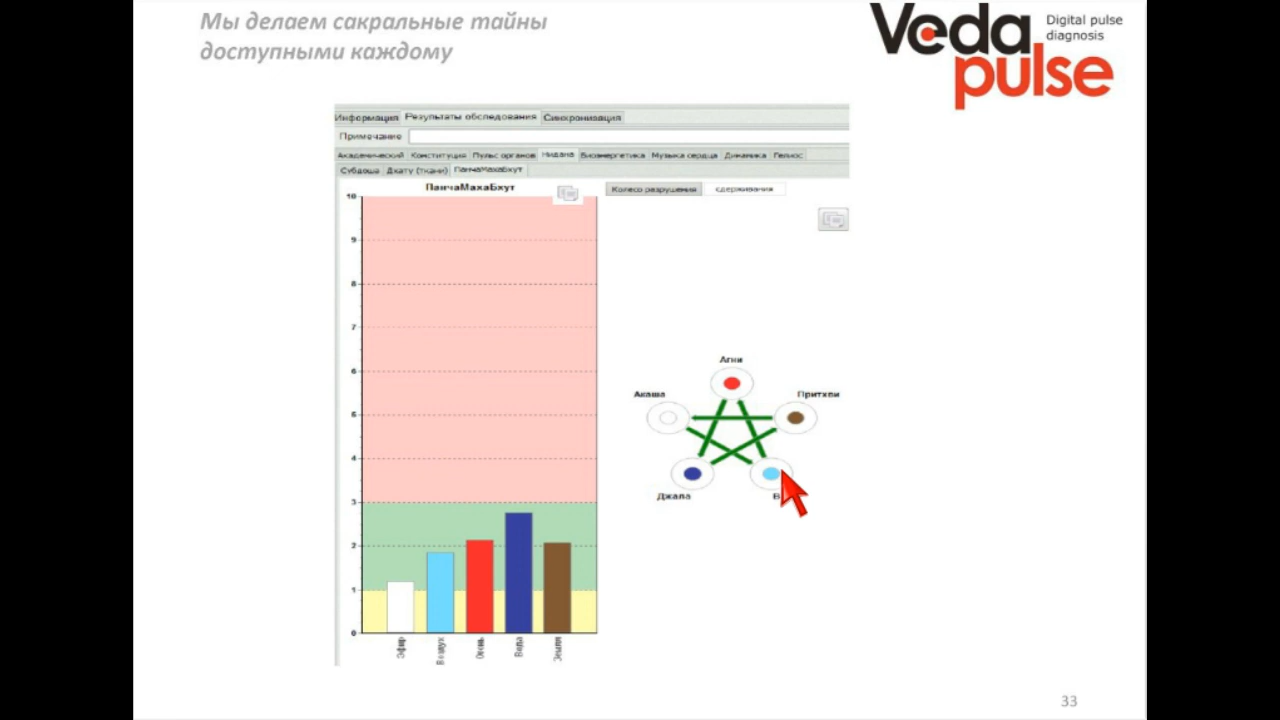 Мы делаем сакральные тайны
доступными каждому
Veda
pulse
Digital pulse
diagnosis
Информация Результаты обследования Синхронизация
Примечание
Академический Конституция Пульс органов Нидана Биоэнергетика Музыка сердца Динамика Гелиос
Субдоша Дхату (ткани) ПанчаМахаБхут
ПанчаМахаБхут
Колесо разрушения сдерживания
10
9
8
7
6
5
4
3
2
1
0
Эфир Воздух Огонь Вода Земля
Агни
Акаша Притхви
Джала
33